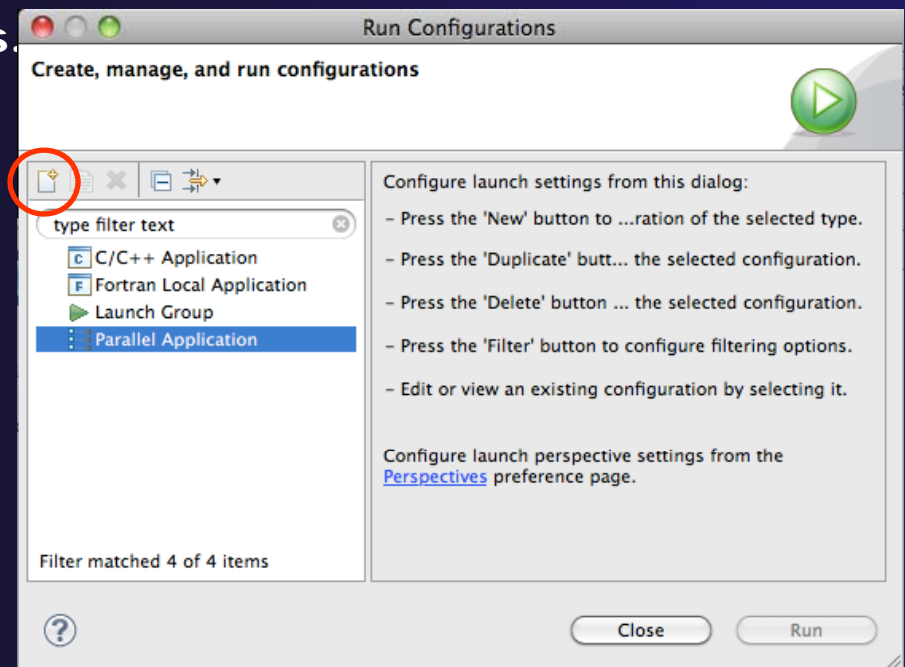 s.
Run Configurations
Create, manage, and run configurations
type filter text
C/C++ Application
Fortran Local Application
Launch Group
Parallel Application
Filter matched 4 of 4 items
Configure launch settings from this dialog:
– Press the 'New' button to ...ration of the selected type.
– Press the 'Duplicate' butt... the selected configuration.
– Press the 'Delete' button ... the selected configuration.
– Press the 'Filter' button to configure filtering options.
– Edit or view an existing configuration by selecting it.
Configure launch perspective settings from the
Perspectives preference page.
?
Close
Run